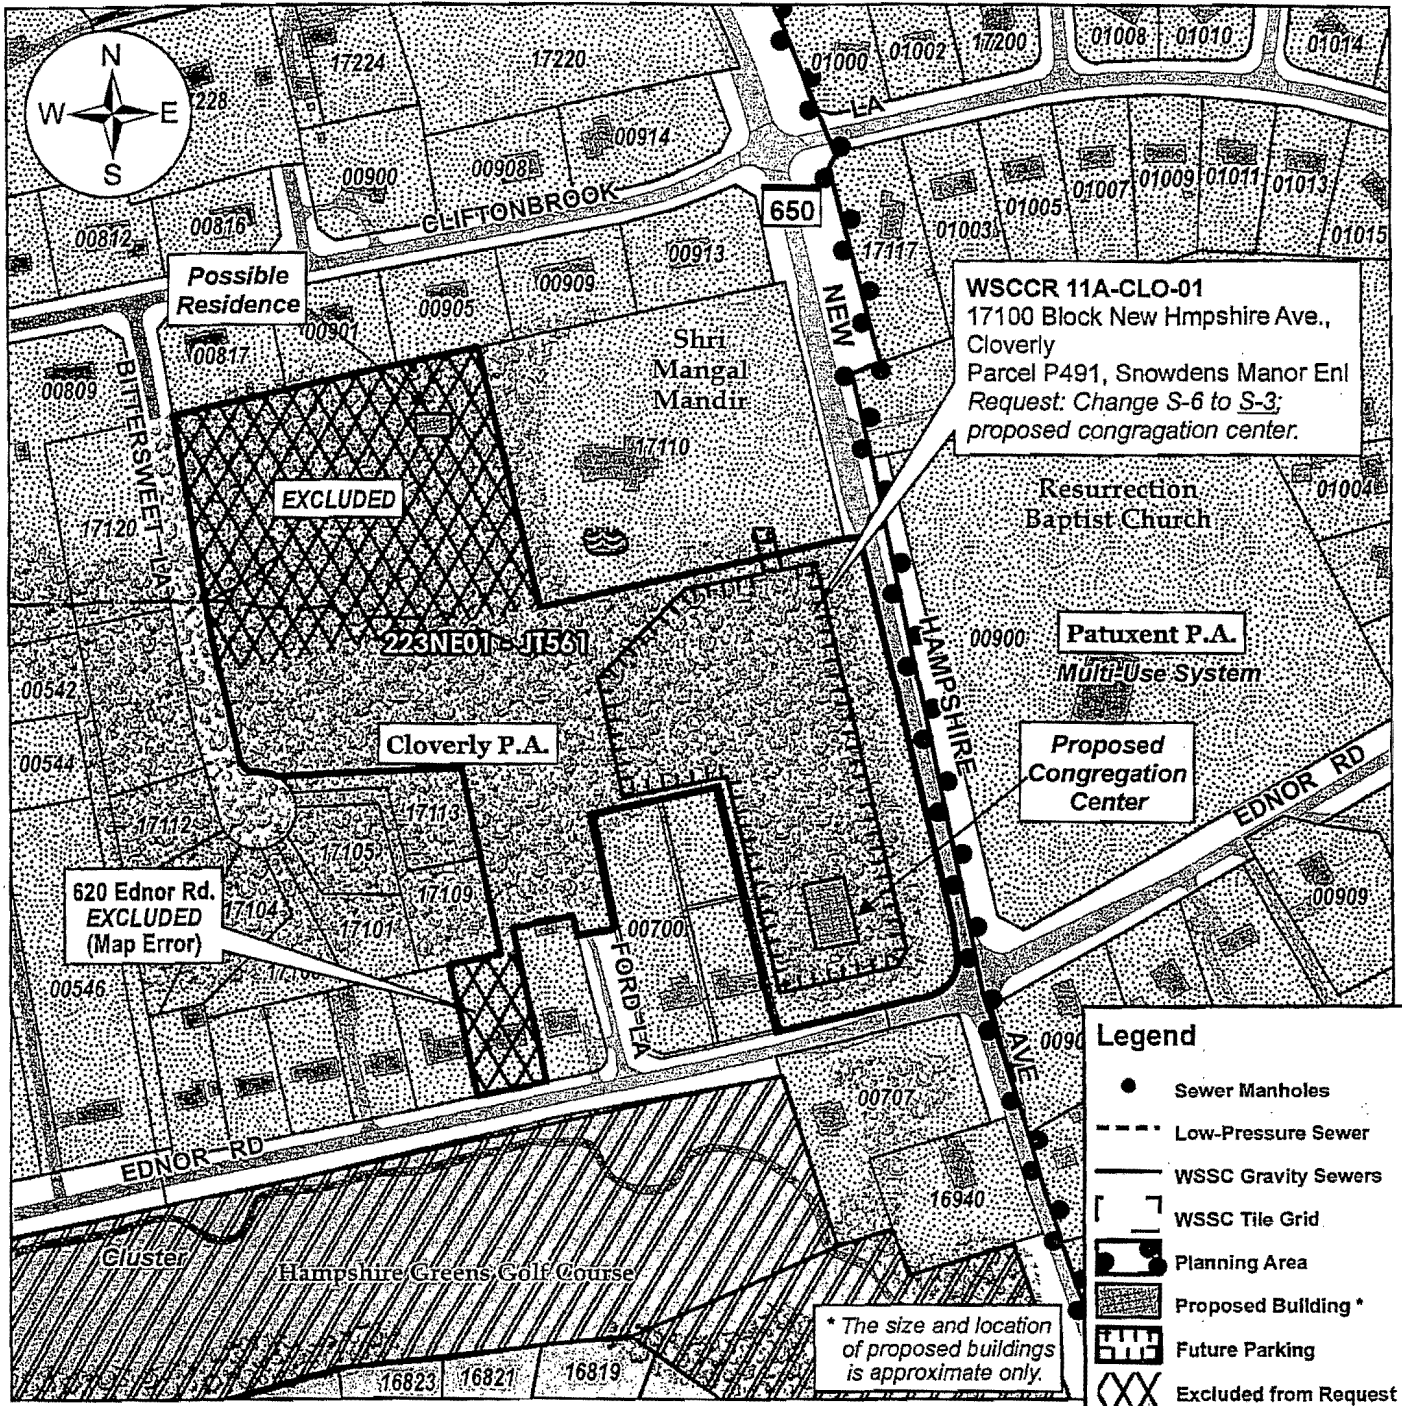 N
W E
S
228
17224
17220
01000
01002
17200
01008
01010
01014
LA
00914
00908
00900
CLIFTONBROOK
650
00816
00812
17117
01003
01005
01007
01009
01011
01013
01015
Possible
Residence
00913
00909
00905
00901
00817
00809
BITTERSWEET LA
NEW
Shri
Mangal
Mandir
17110
WSCCR 11A-CLO-01
17100 Block New Hmpshire Ave.,
Cloverly
Parcel P491, Snowdens Manor Enl
Request: Change S-6 to S-3;
proposed congragation center.
EXCLUDED
17120
Resurrection
Baptist Church
01004
223NE01 - JT561
HAMPSHIRE
00900
Patuxent P.A.
Multi-Use System
00542
Cloverly P.A.
00544
Proposed
Congregation
Center
EDNOR RD
17112
17113
17105
17109
17104
17101
620 Ednor Rd.
EXCLUDED
(Map Error)
00546
00700
FORD LA
00909
AVE
00707
16940
EDNOR RD
Cluster
Hampshire Greens Golf Course
16823
16821
16819
* The size and location
of proposed buildings
is approximate only.
Legend
Sewer Manholes
Low-Pressure Sewer
WSSC Gravity Sewers
WSSC Tile Grid
Planning Area
Proposed Building *
Future Parking
Excluded from Request